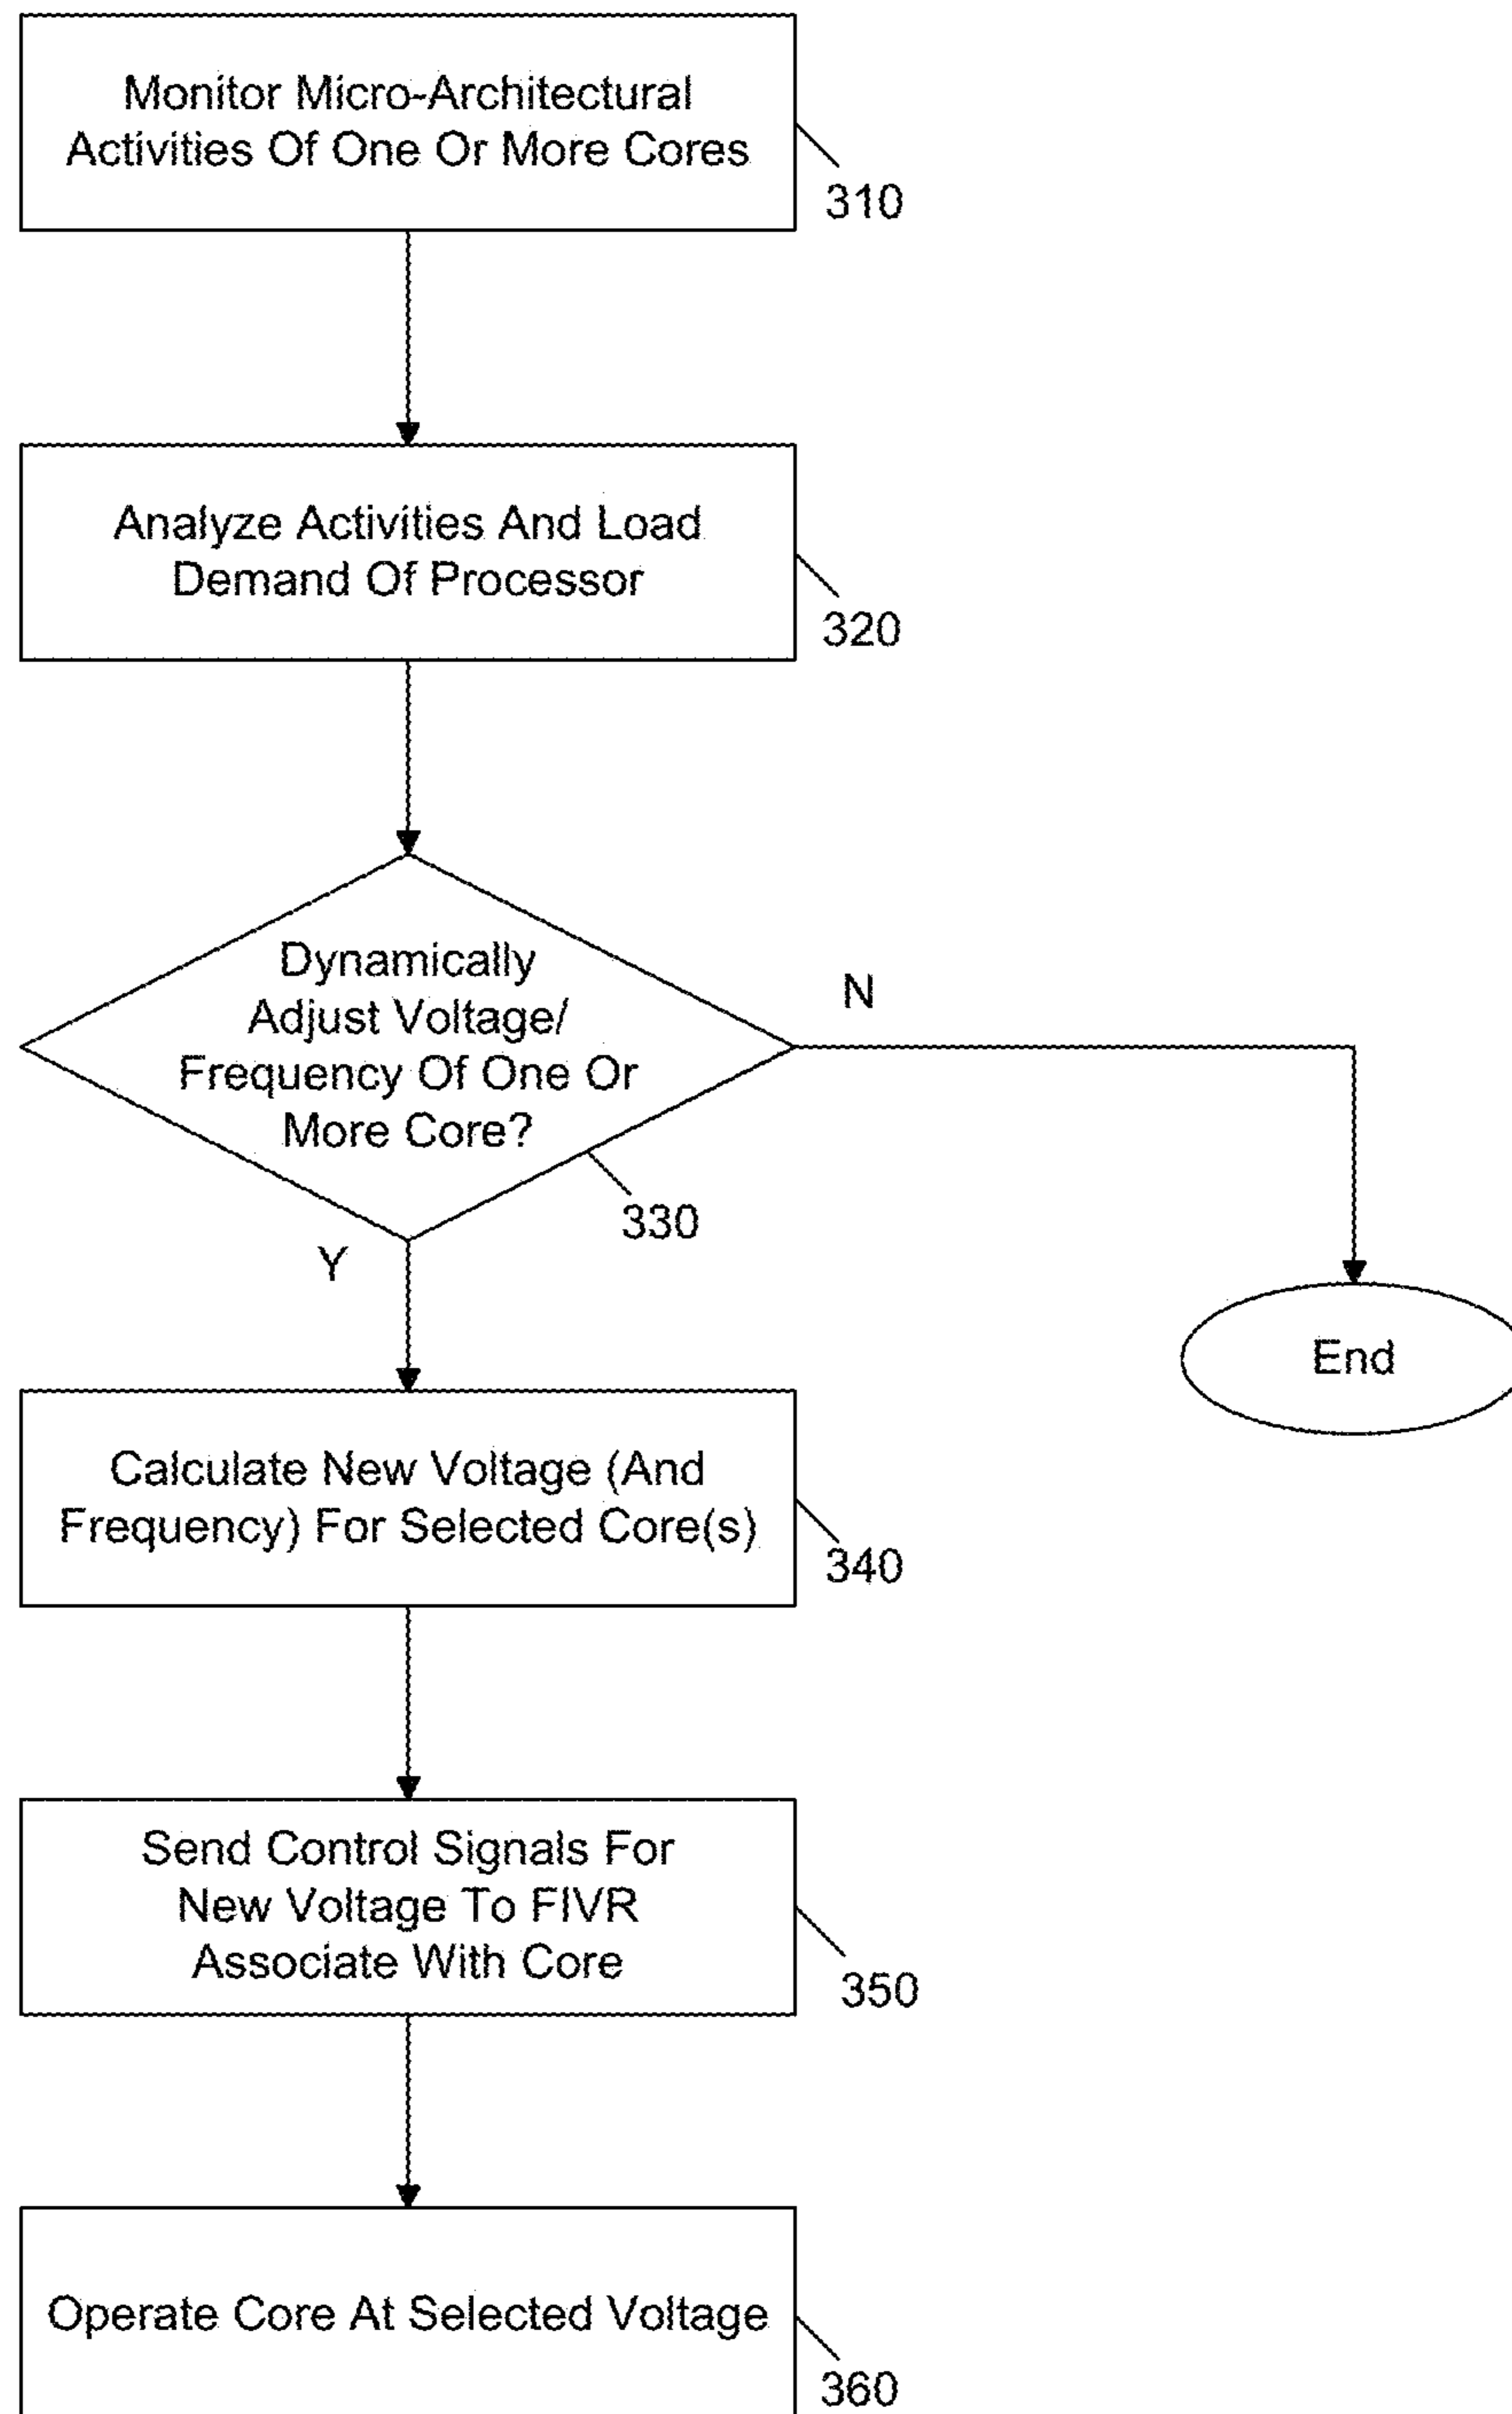 Monitor Micro-Architectural
Activities Of One Or More Cores
310
Analyze Activities And Load
Demand Of Processor
320
Dynamically
Adjust Voltage/
Frequency Of One Or
More Core?
N
330
Y
End
Calculate New Voltage (And
Frequency) For Selected Core(s)
340
Send Control Signals For
New Voltage To FIVR
Associate With Core
350
Operate Core At Selected Voltage
360